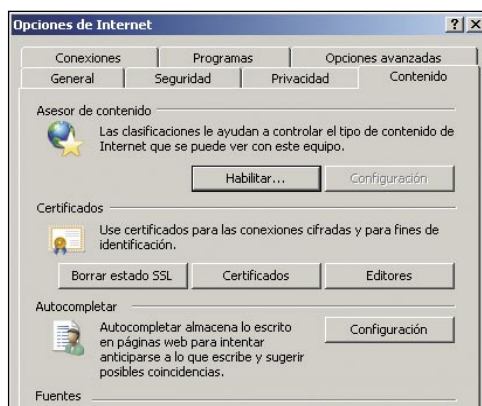 Opciones de Internet
Conexiones Programas Opciones avanzadas
General Seguridad Privacidad Contenido
Asesor de contenido
Las clasificaciones le ayudan a controlar el tipo de contenido de
Internet que se puede ver con este equipo.
Habilitar... Configuración
Certificados
Use certificados para las conexiones cifradas y para fines de
identificación.
Borrar estado SSL Certificados Editores
Autocompletar
Autocompletar almacena lo escrito
en páginas web para intentar
anticiparse a lo que escribe y sugerir
posibles coincidencias.
Configuración
Fuentes